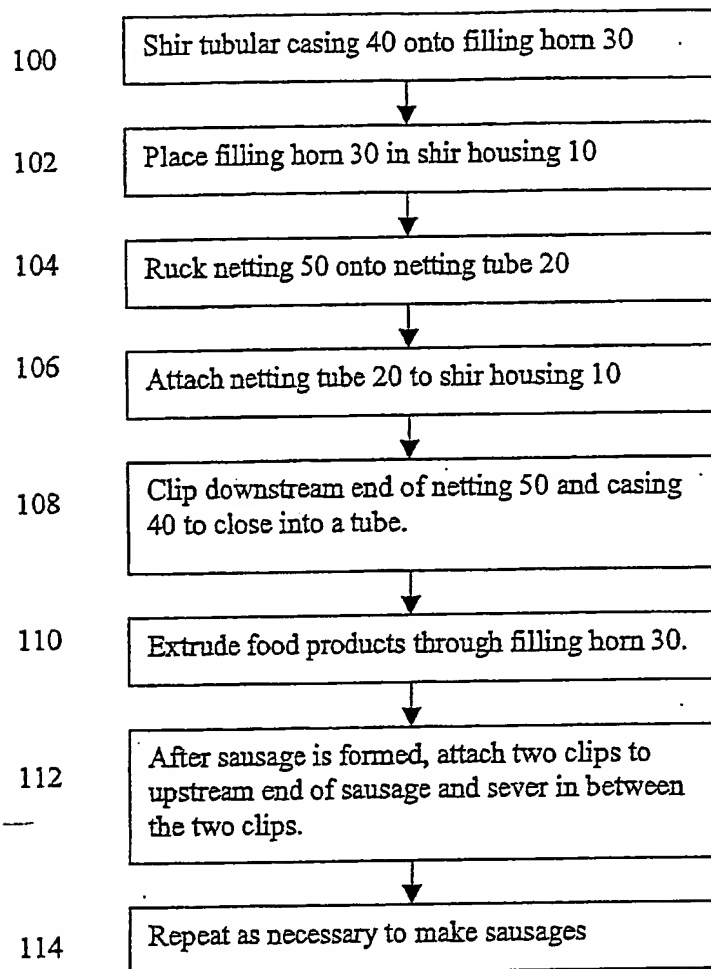 100 Shir tubular casing 40 onto filling horn 30
102 Place filling horn 30 in shir housing 10
104 Ruck netting 50 onto netting tube 20
106 Attach netting tube 20 to shir housing 10
108 Clip downstream end of netting 50 and casing
40 to close into a tube.
110 Extrude food products through filling horn 30.
After sausage is formed, attach two clips to
112 upstream end of sausage and sever in between
the two clips.
114 Repeat as necessary to make sausages